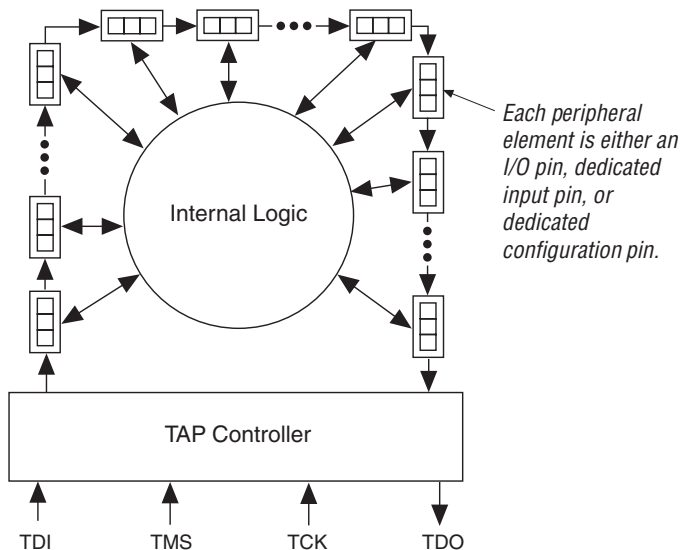 Each peripheral
element is either an
I/O pin, dedicated
input pin, or
dedicated
configuration pin.
Internal Logic
TAP Controller
TDI
TMS
TCK
TDO